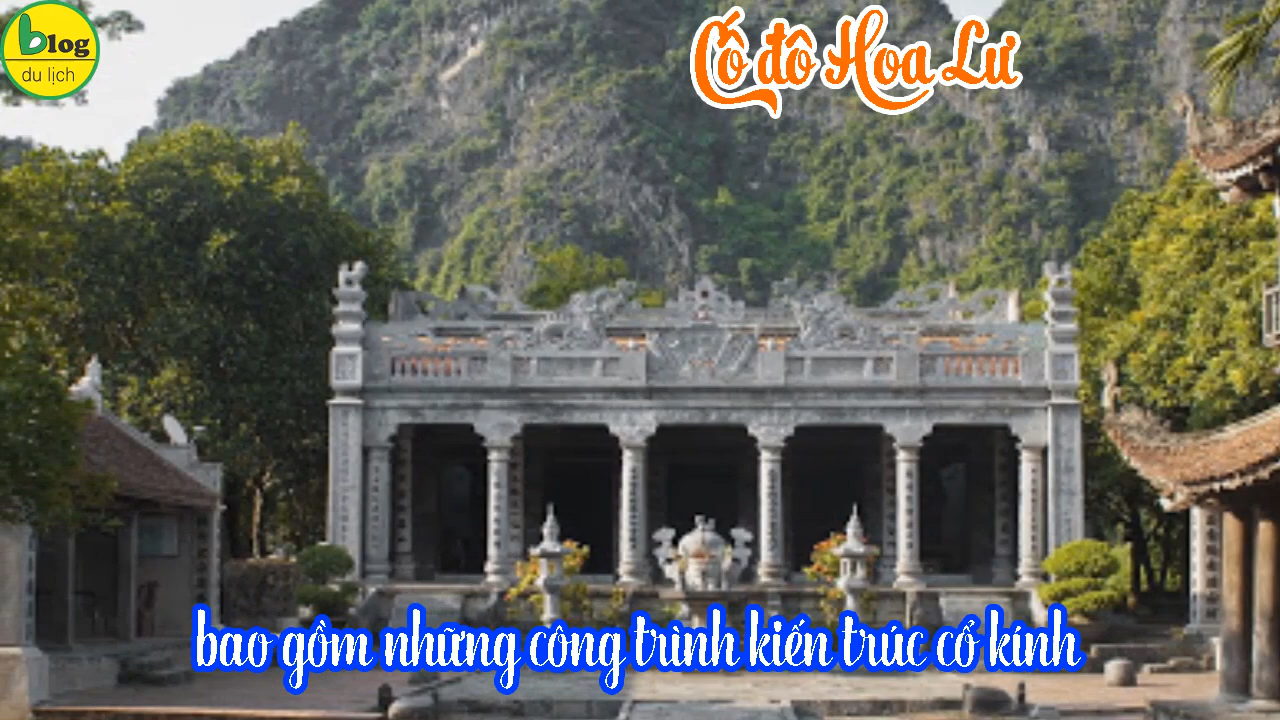 blog
du lịch
Cố đô Hoa Lư
bao gồm những công trình kiến trúc cổ kính